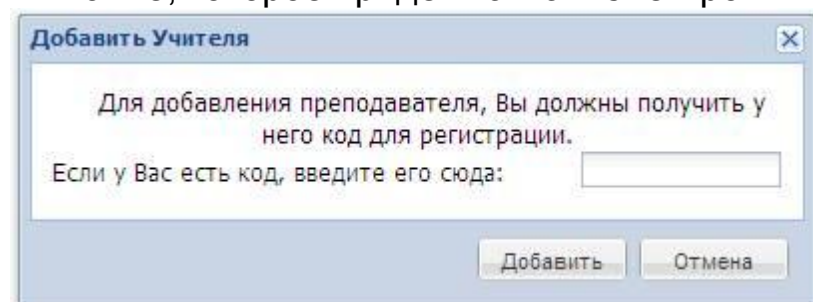 Добавить Учителя
Для добавления преподавателя, Вы должны получить у
него код для регистрации.
Если у Вас есть код, введите его сюда:
Добавить Отмена